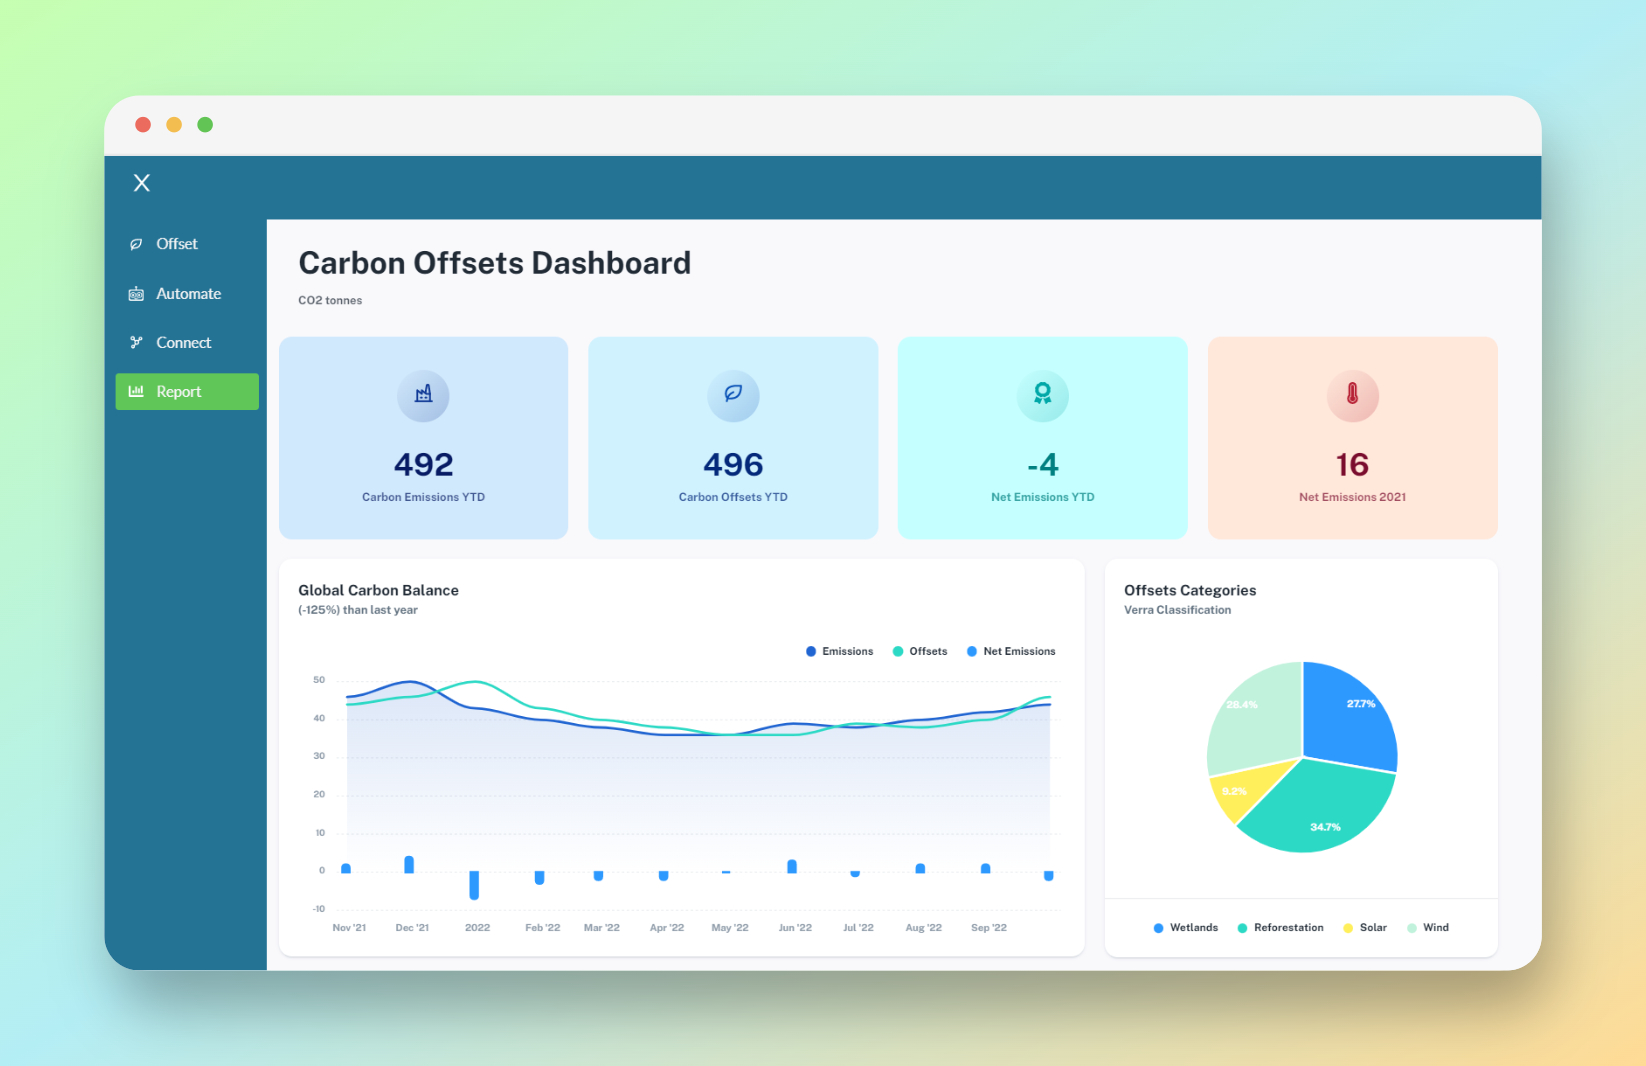 X
Offset
Automate
Connect
Report
Carbon Offsets Dashboard
CO2 tonnes
492
Carbon Emissions YTD
496
Carbon Offsets YTD
-4
Net Emissions YTD
16
Net Emissions 2021
Global Carbon Balance
(-125%) than last year
Emissions Offsets Net Emissions
50
40
30
20
10
0
-10
Nov '21 Dec '21 2022 Feb '22 Mar '22 Apr '22 May '22 Jun '22 Jul '22 Aug '22 Sep '22
Offsets Categories
Verra Classification
28.4% 27.7%
9.2%
34.7%
Wetlands Reforestation Solar Wind